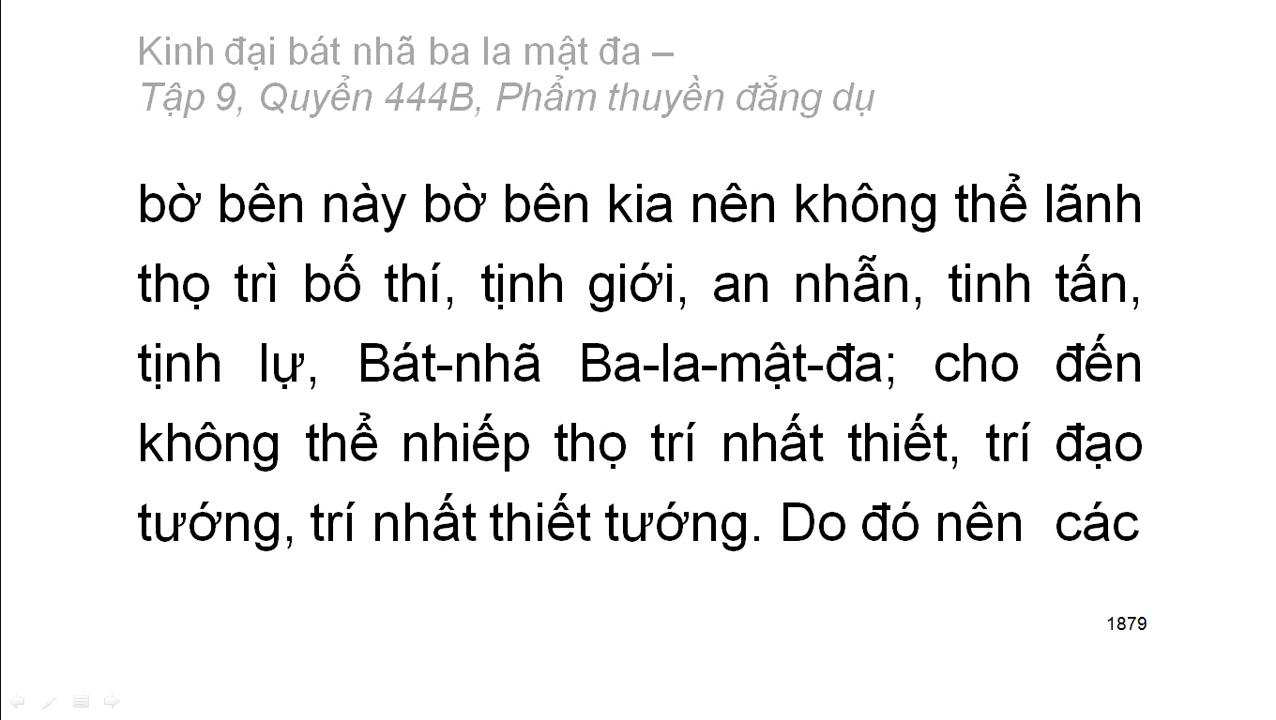 Kinh đại bát nhã ba la mật đa –
Tập 9, Quyển 444B, Phẩm thuyền đẳng dụ
bờ bên này bờ bên kia nên không thể lãnh
thọ trì bố thí, tịnh giới, an nhẫn, tinh tấn,
tịnh lự, Bát-nhã Ba-la-mật-đa; cho đến
không thể nhiếp thọ trí nhất thiết, trí đạo
tướng, trí nhất thiết tướng. Do đó nên các
1879